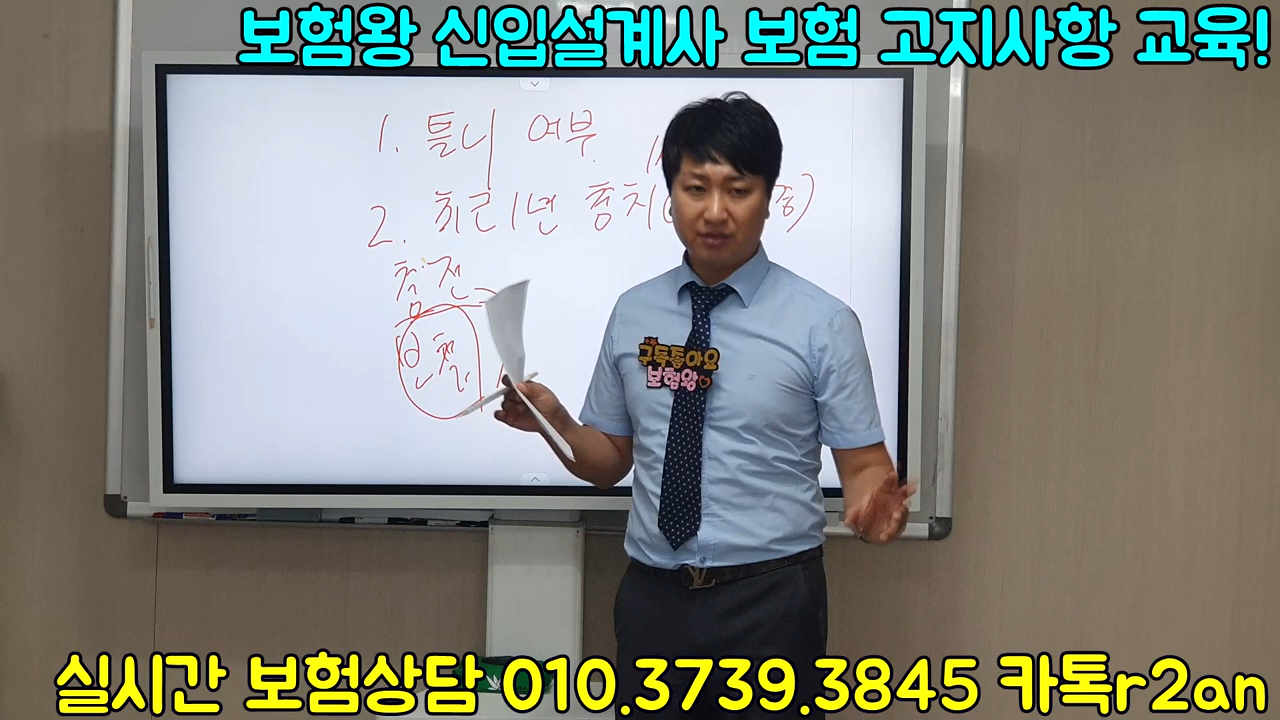 보험왕 신입설계사 보험 고지사항 교육!
1. 틀니 여부
2. 최근 1년 충치(
)
구독좋아요
보험왕♡
실시간 보험상담 010.3739.3845 카톡r2an